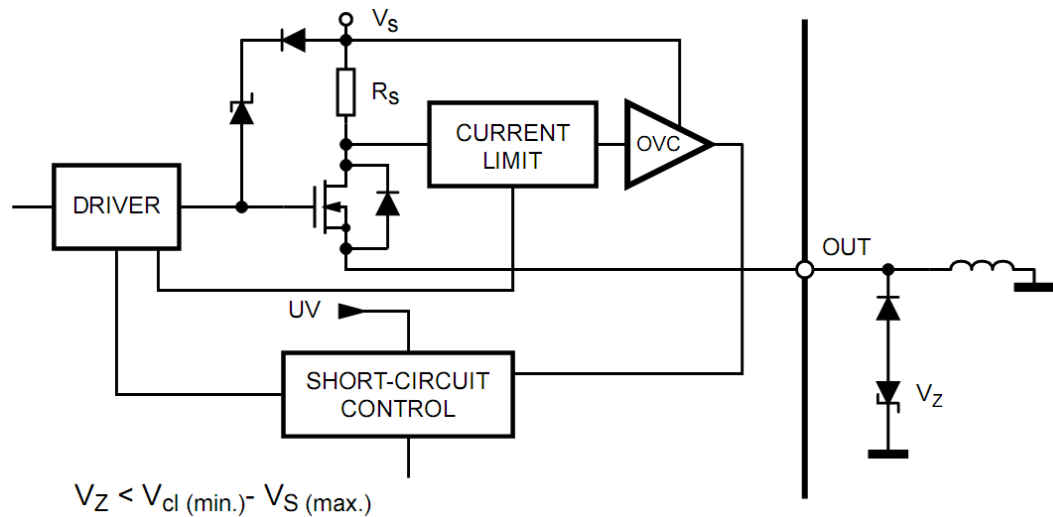 Vs
Rs
CURRENT
LIMIT
OVC
DRIVER
OUT
UV
SHORT-CIRCUIT
CONTROL
VZ
VZ < Vcl (min.)- VS (max.)